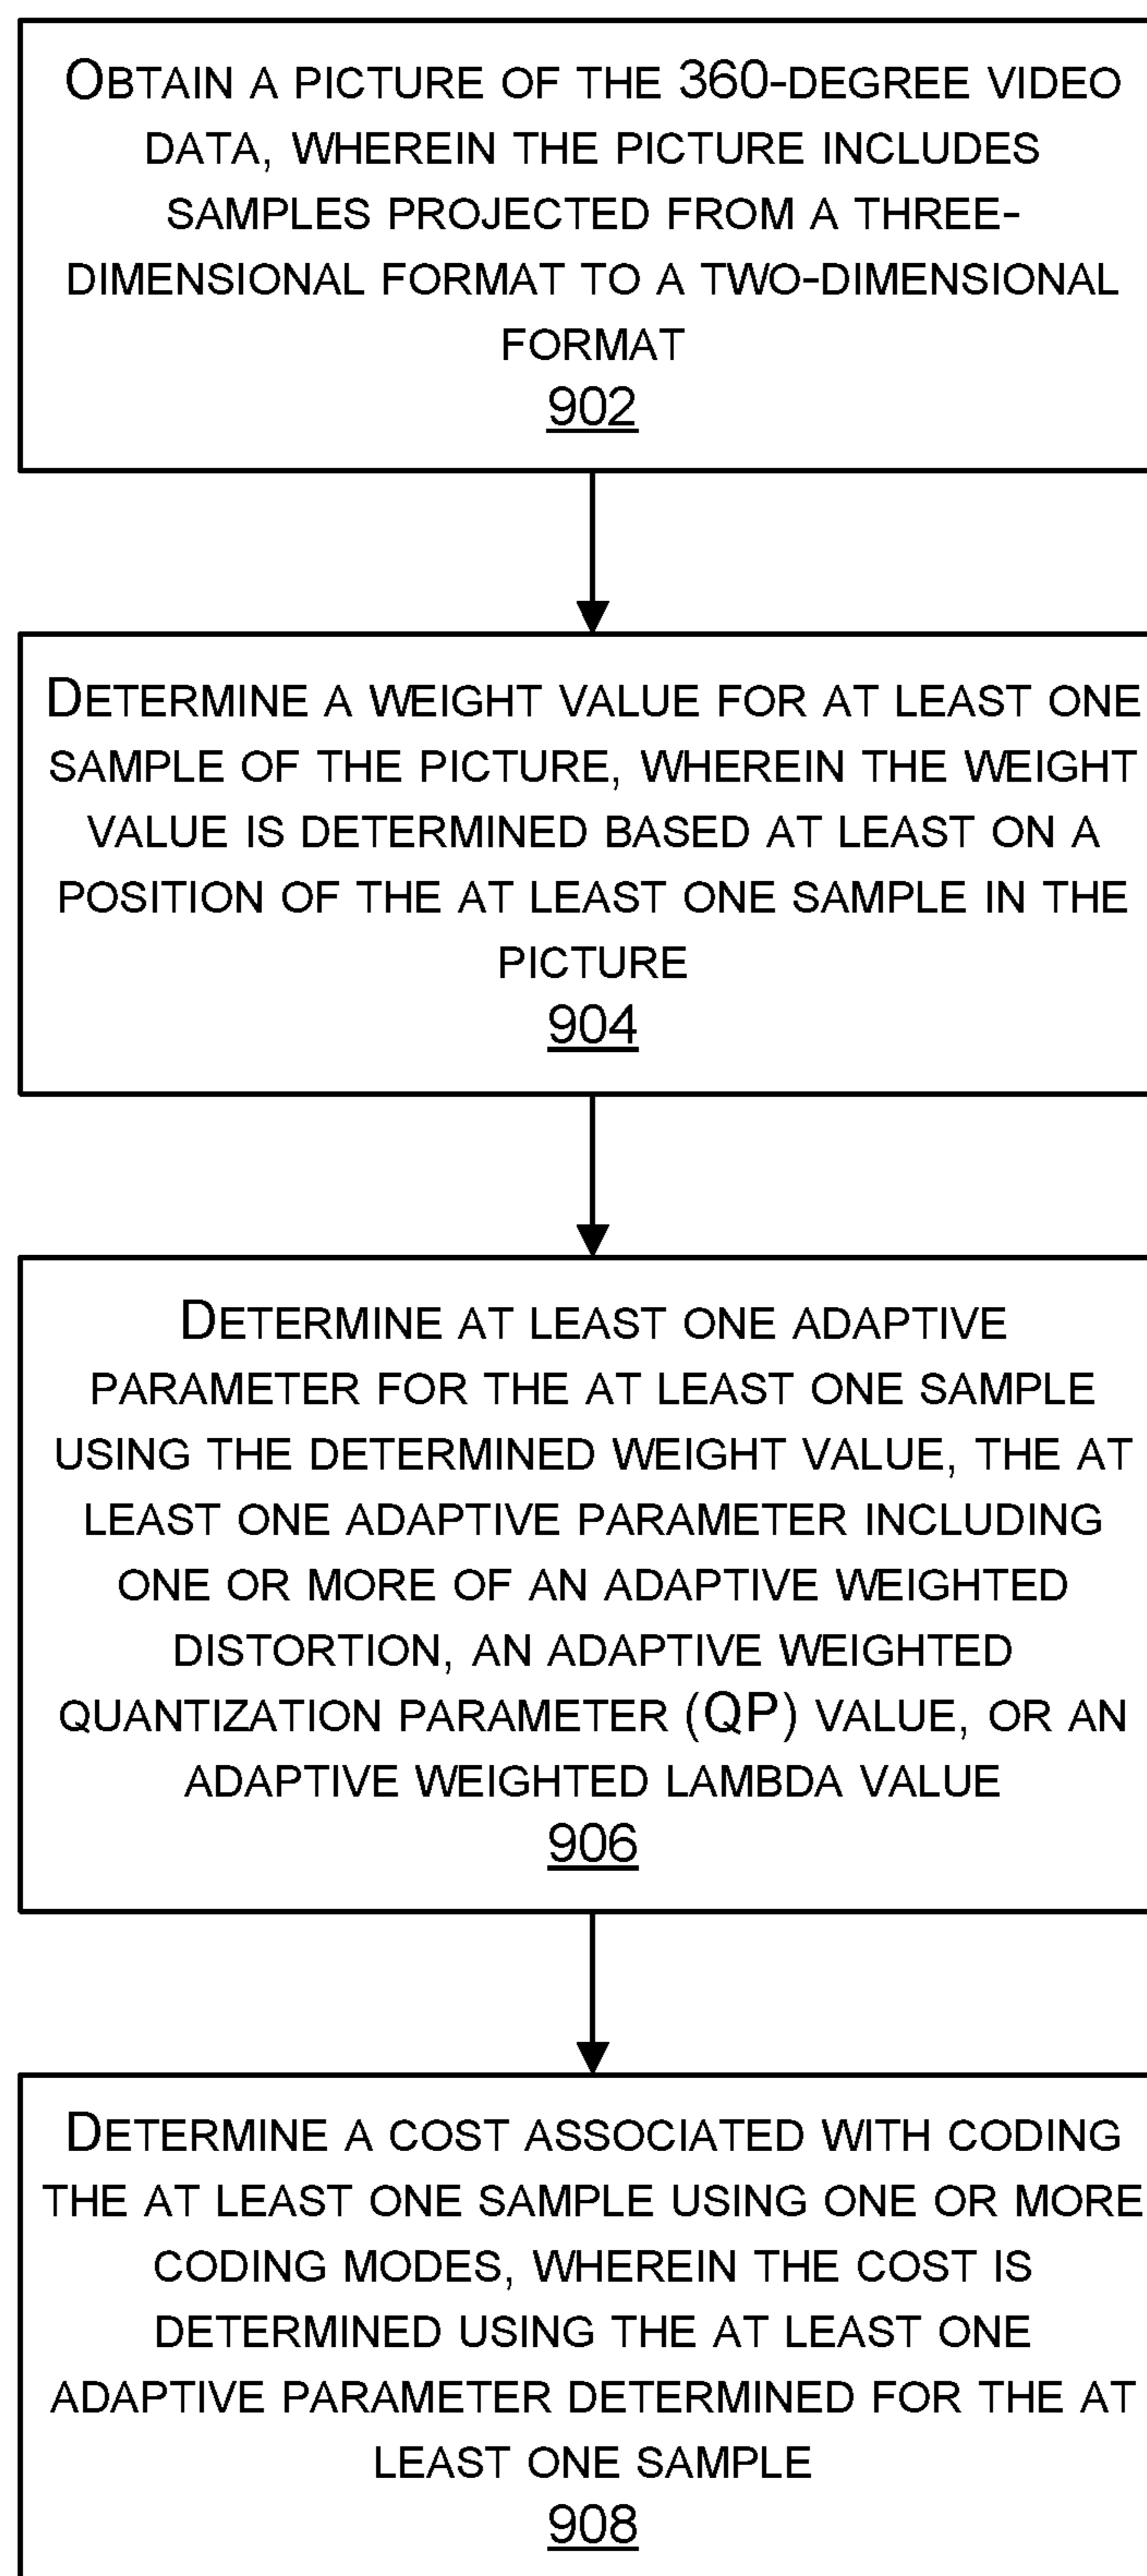 OBTAIN A PICTURE OF THE 360-DEGREE VIDEO
DATA, WHEREIN THE PICTURE INCLUDES
SAMPLES PROJECTED FROM A THREE-
DIMENSIONAL FORMAT TO A TWO-DIMENSIONAL
FORMAT
902
DETERMINE A WEIGHT VALUE FOR AT LEAST ONE
SAMPLE OF THE PICTURE, WHEREIN THE WEIGHT
VALUE IS DETERMINED BASED AT LEAST ON A
POSITION OF THE AT LEAST ONE SAMPLE IN THE
PICTURE
904
DETERMINE AT LEAST ONE ADAPTIVE
PARAMETER FOR THE AT LEAST ONE SAMPLE
USING THE DETERMINED WEIGHT VALUE, THE AT
LEAST ONE ADAPTIVE PARAMETER INCLUDING
ONE OR MORE OF AN ADAPTIVE WEIGHTED
DISTORTION, AN ADAPTIVE WEIGHTED
QUANTIZATION PARAMETER (QP) VALUE, OR AN
ADAPTIVE WEIGHTED LAMBDA VALUE
906
DETERMINE A COST ASSOCIATED WITH CODING
THE AT LEAST ONE SAMPLE USING ONE OR MORE
CODING MODES, WHEREIN THE COST IS
DETERMINED USING THE AT LEAST ONE
ADAPTIVE PARAMETER DETERMINED FOR THE AT
LEAST ONE SAMPLE
908